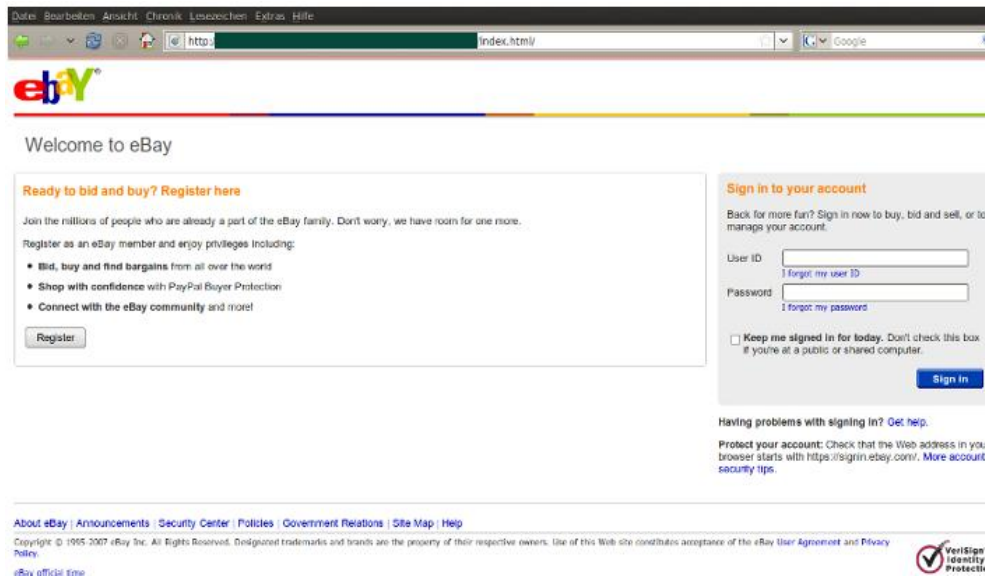 Datei Bearbeiten Ansicht Chronik Lesezeichen Extras Hilfe
http:/ /index.html/
Google
ebaY®
Welcome to eBay
Ready to bid and buy? Register here
Join the millions of people who are already a part of the eBay family. Don't worry, we have room for one more.
Register as an eBay member and enjoy privileges including:
• Bid, buy and find bargains from all over the world
• Shop with confidence with PayPal Buyer Protection
• Connect with the eBay community and more!
Register
Sign in to your account
Back for more fun? Sign in now to buy, bid and sell, or to
manage your account.
User ID
I forgot my user ID
Password
I forgot my password
Keep me signed in for today. Don't check this box
if you're at a public or shared computer.
Sign in
Having problems with signing in? Get help.
Protect your account: Check that the Web address in you
browser starts with https://signin.ebay.com/. More account
security tips.
About eBay | Announcements | Security Center | Policies | Government Relations | Site Map | Help
Copyright © 1995-2007 eBay Inc. All Rights Reserved. Designated trademarks and brands are the property of their respective owners. Use of this Web site constitutes acceptance of the eBay User Agreement and Privacy
Policy.
eBay official time
VeriSign
Identity
Protectio